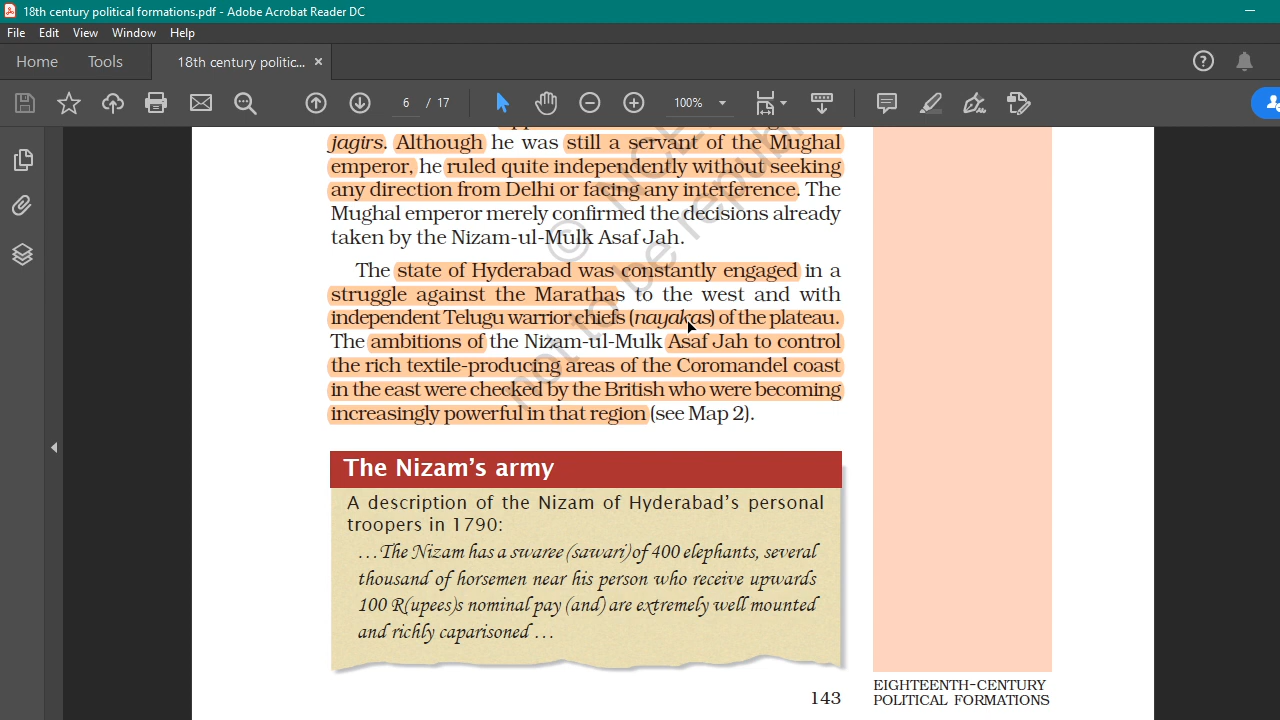 18th century political formations.pdf - Adobe Acrobat Reader DC
File Edit View Window Help
Home Tools 18th century politic... ×
6 / 17 100%
jagirs. Although he was still a servant of the Mughal
emperor, he ruled quite independently without seeking
any direction from Delhi or facing any interference. The
Mughal emperor merely confirmed the decisions already
taken by the Nizam-ul-Mulk Asaf Jah.
The state of Hyderabad was constantly engaged in a
struggle against the Marathas to the west and with
independent Telugu warrior chiefs (nayakas) of the plateau.
The ambitions of the Nizam-ul-Mulk Asaf Jah to control
the rich textile-producing areas of the Coromandel coast
in the east were checked by the British who were becoming
increasingly powerful in that region (see Map 2).
The Nizam's army
A description of the Nizam of Hyderabad's personal
troopers in 1790:
...The Nizam has a swaree (sawari) of 400 elephants, several
thousand of horsemen near his person who receive upwards
100 R(upees)s nominal pay (and) are extremely well mounted
and richly caparisoned ...
143
EIGHTEENTH-CENTURY
POLITICAL FORMATIONS
not to be republi
© NCE